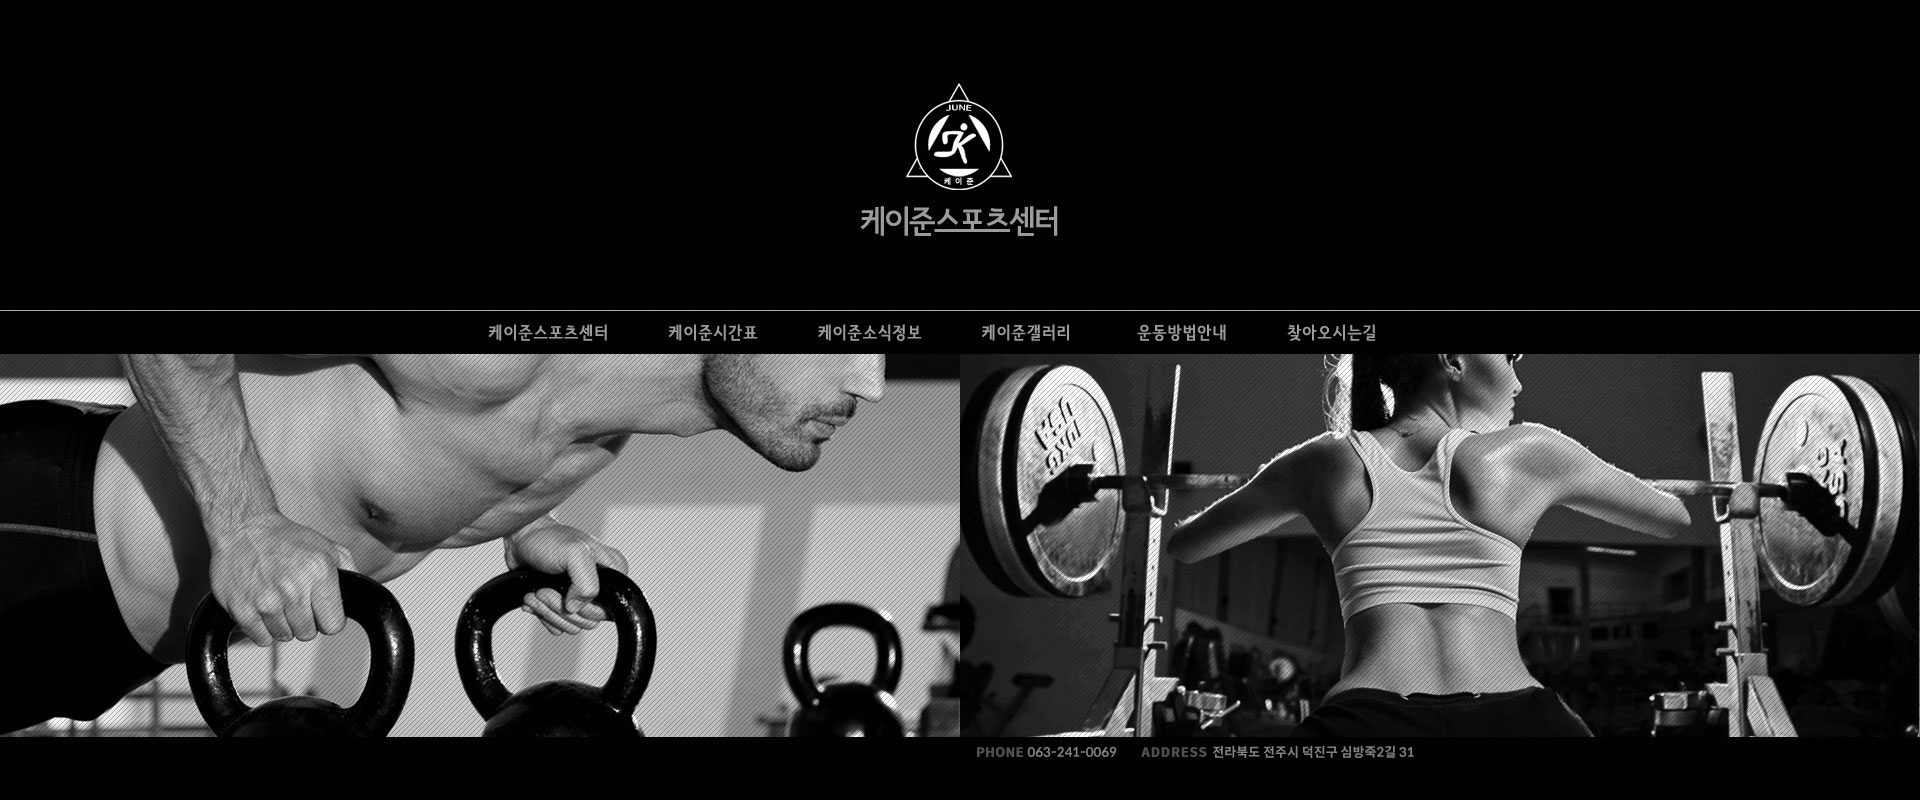 JUNE
케이준
케이준스포츠센터
케이준스포츠센터 케이준시간표 케이준소식정보 케이준갤러리 운동방법안내 찾아오시는길
PHONE 063-241-0069 ADDRESS 전라북도 전주시 덕진구 심방죽2길 31